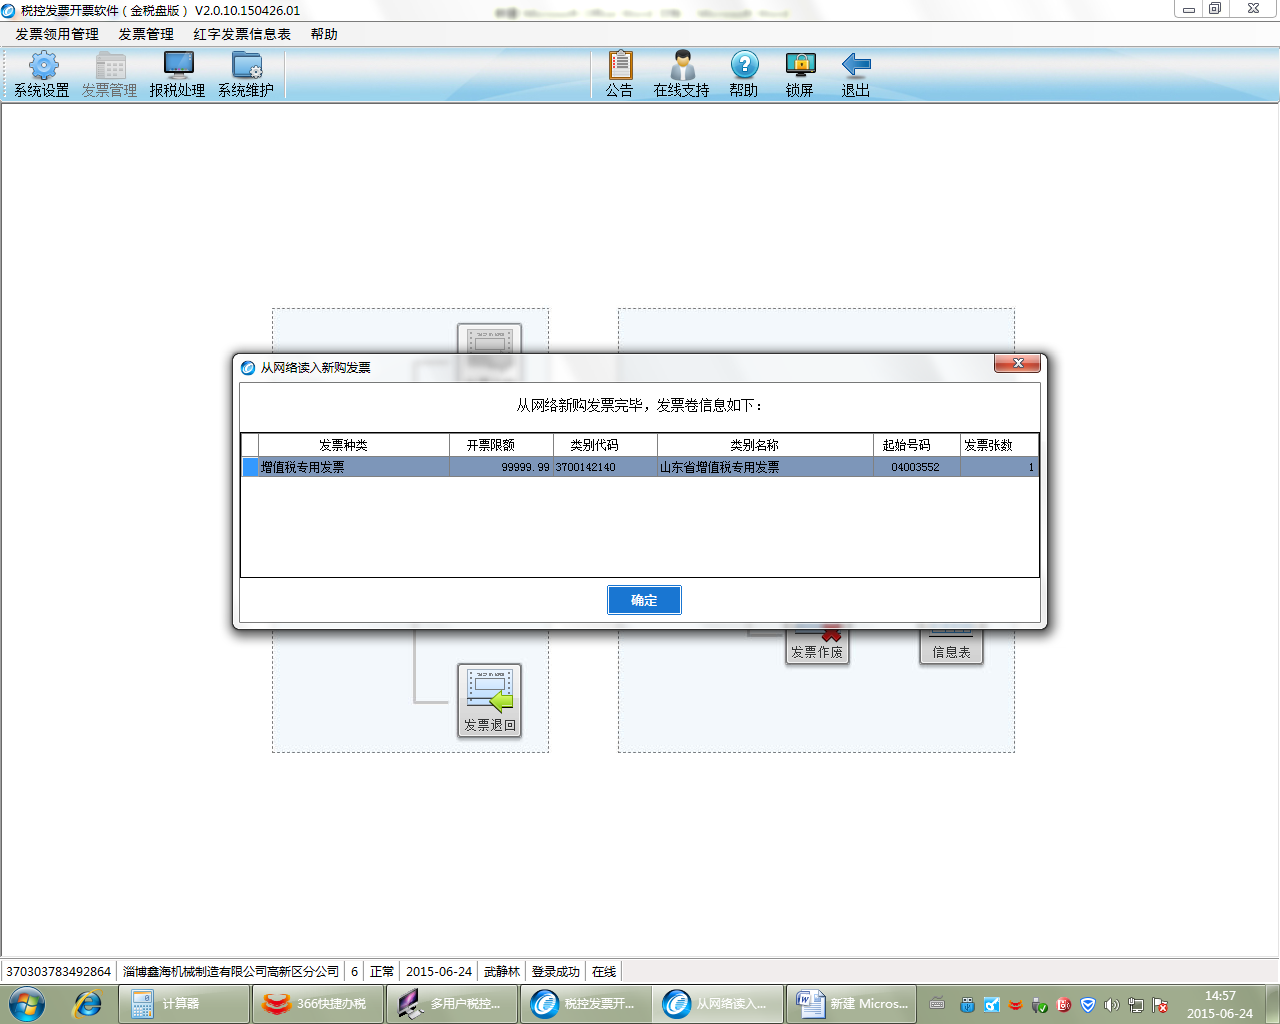 税控发票开票软件（金税盘版） V2.0.10.150426.01
发票领用管理 发票管理 红字发票信息表 帮助
系统设置 发票管理 报税处理 系统维护 公告 在线支持 帮助 锁屏 退出
从网络读入新购发票
从网络新购发票完毕，发票卷信息如下：
发票种类 开票限额 类别代码 类别名称 起始号码 发票张数
增值税专用发票 99999.99 3700142140 山东省增值税专用发票 04003552 1
确定
发票作废 信息表
发票退回
370303783492864 淄博鑫海机械制造有限公司高新区分公司 6 正常 2015-06-24 武静林 登录成功 在线
计算器 366快捷办税 多用户税控... 税控发票开... 从网络读入... 新建 Micros...
14:57
2015-06-24